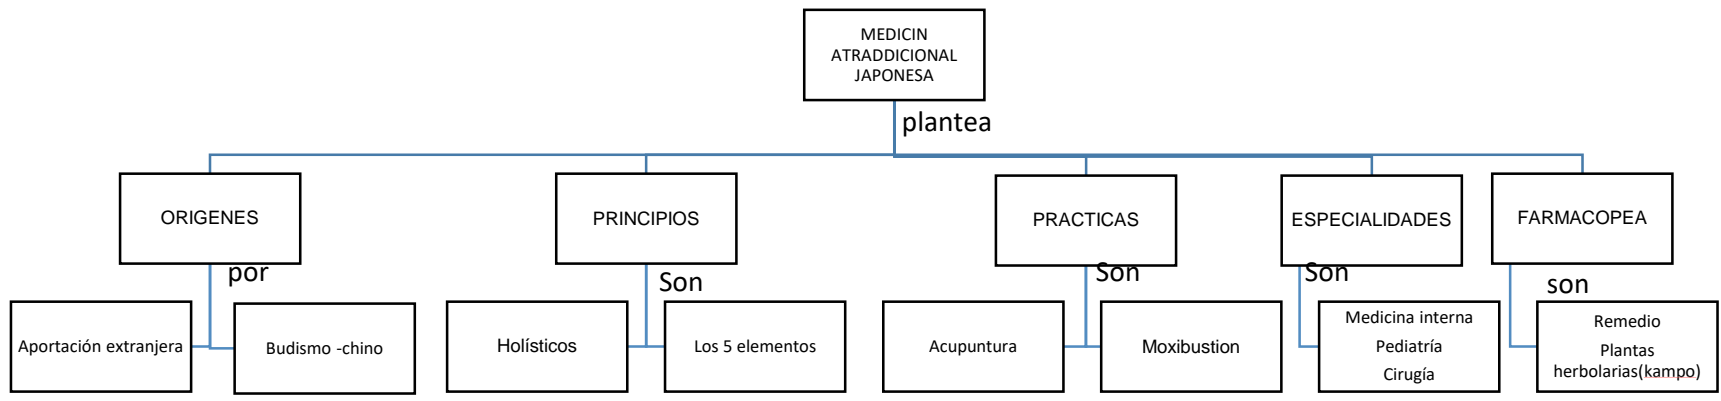 MEDICIN
ATRADDICIONAL
JAPONESA
plantea
ORIGENES
PRINCIPIOS
PRACTICAS
ESPECIALIDADES
FARMACOPEA
por
Son
Son
Son
son
Aportación extranjera
Budismo -chino
Holísticos
Los 5 elementos
Acupuntura
Moxibustion
Medicina interna
Pediatría
Cirugía
Remedio
Plantas
herbolarias(kampo)